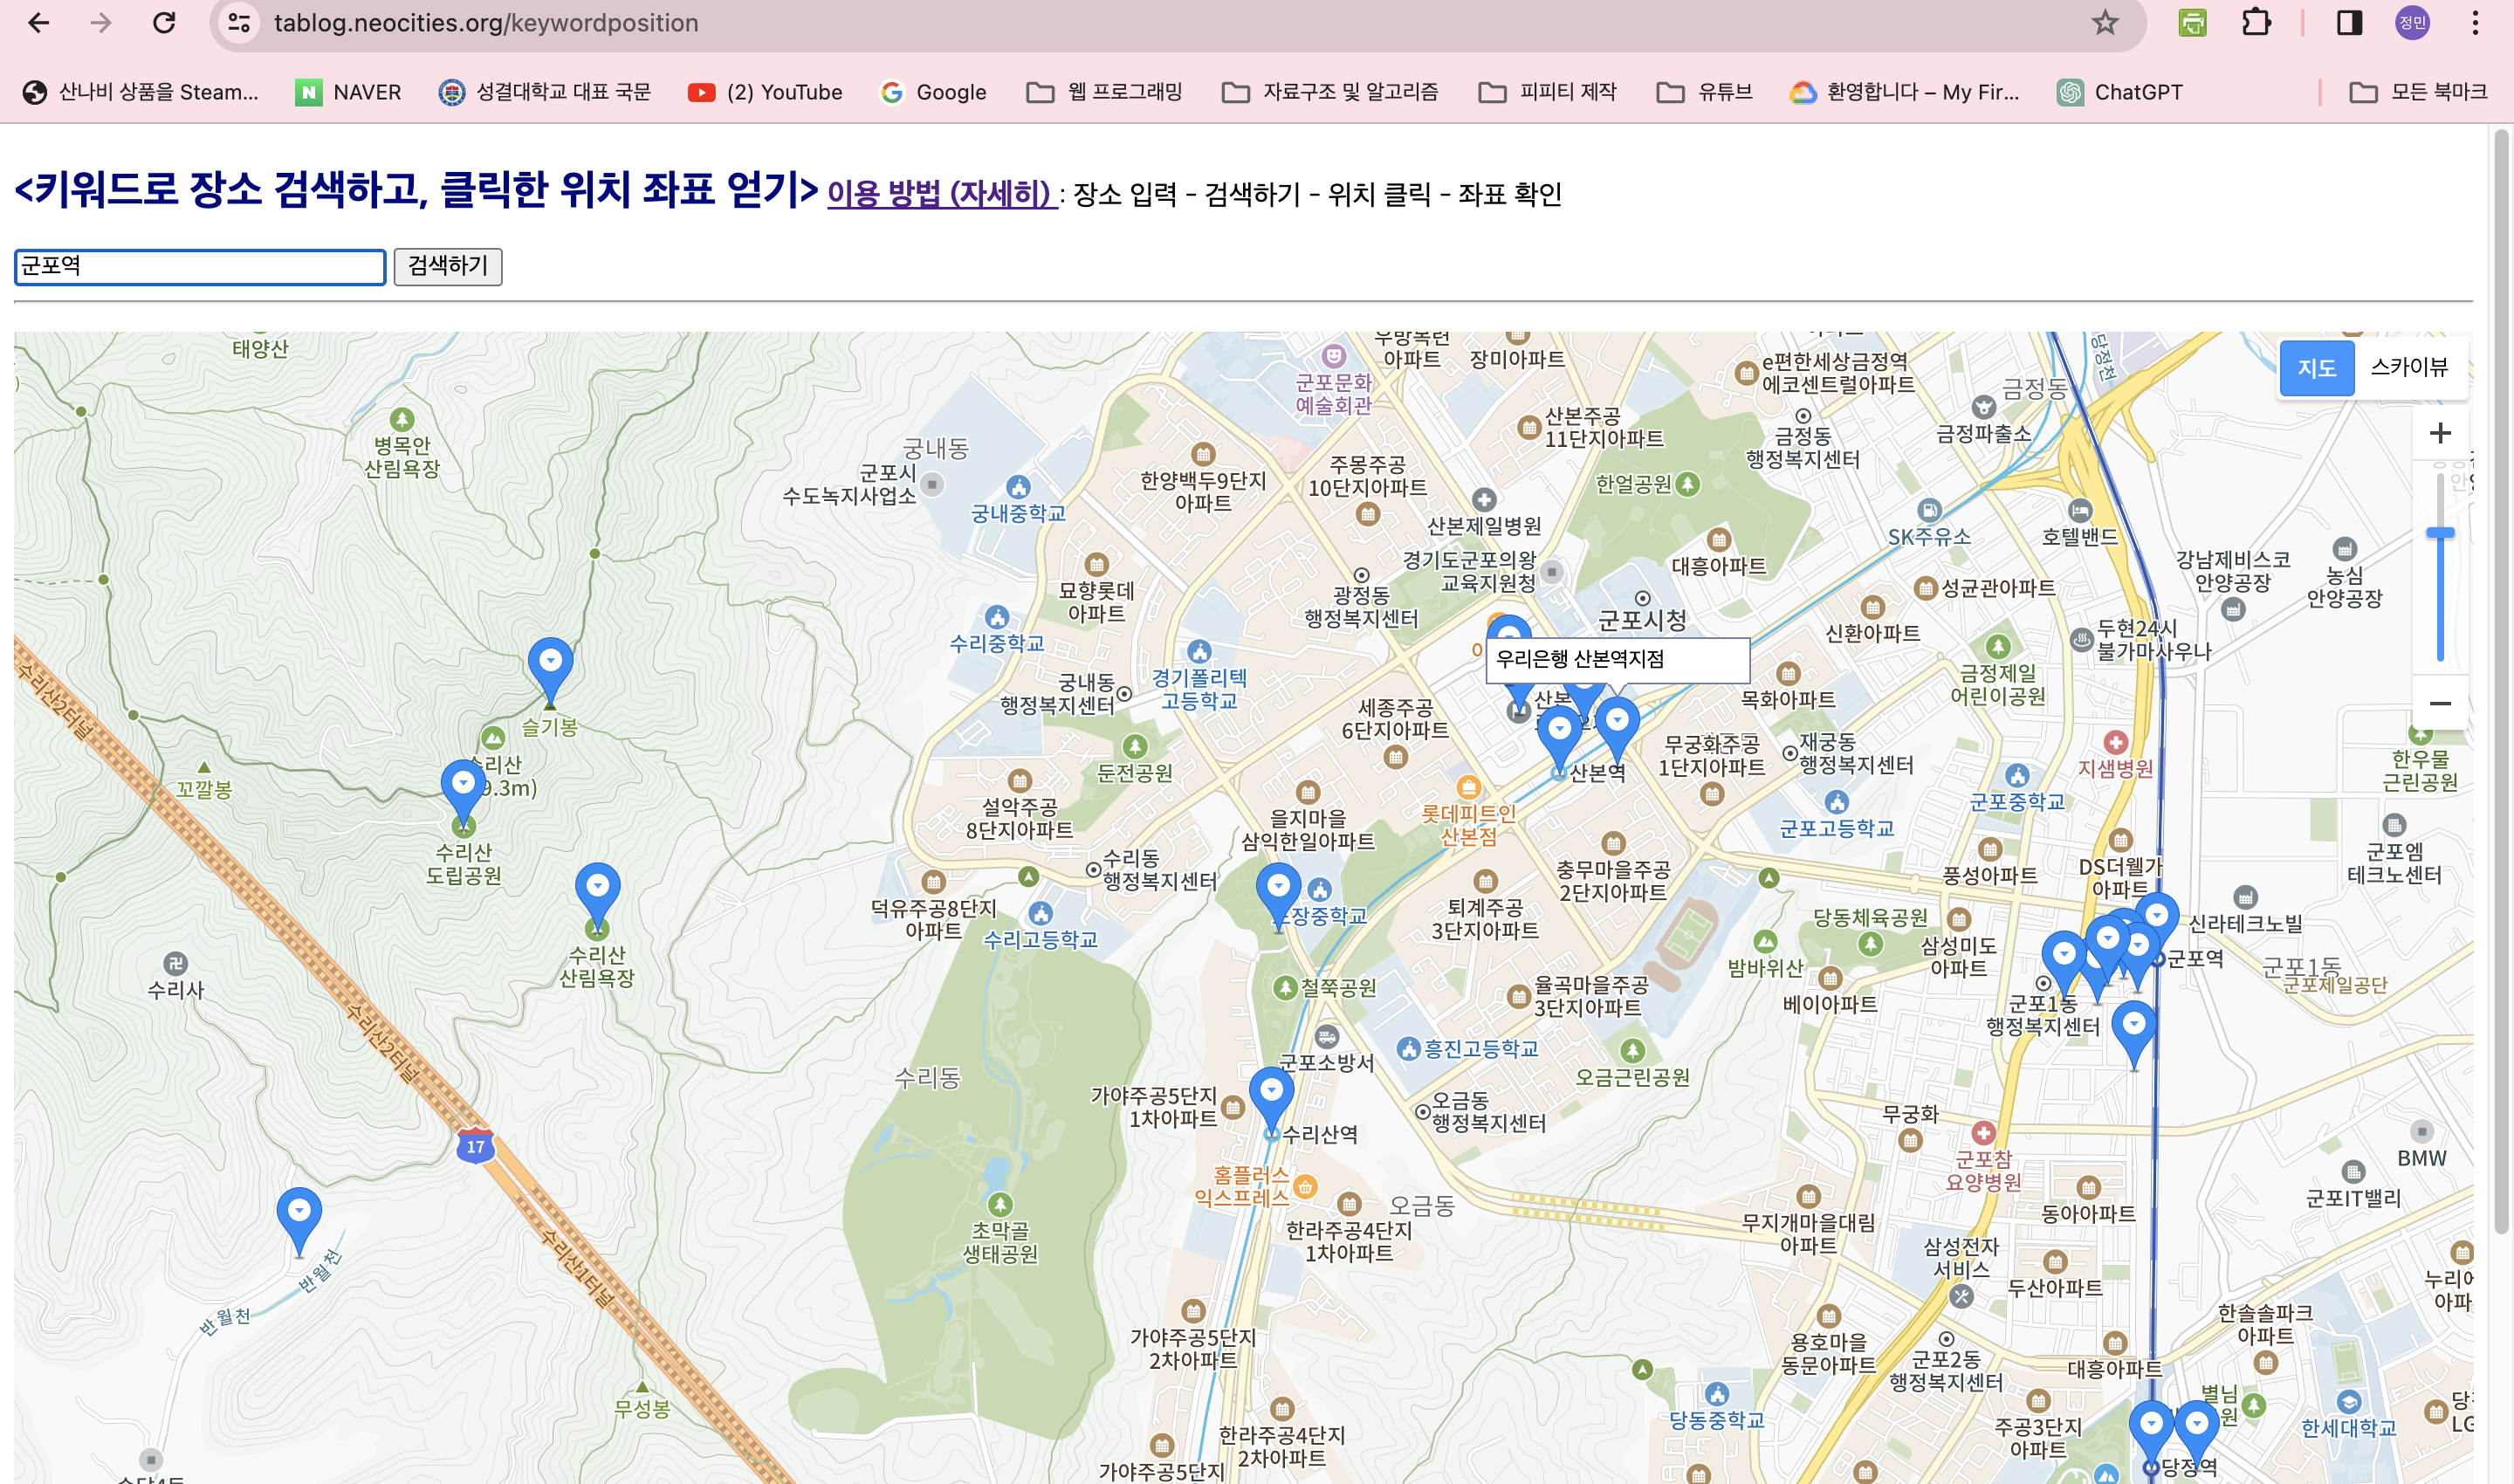 tablog.neocities.org/keywordposition
정민
산나비 상품을 Steam...
NAVER
성결대학교 대표 국문
(2) YouTube
Google
웹 프로그래밍
자료구조 및 알고리즘
피피티 제작
유튜브
환영합니다 – My Fir...
ChatGPT
모든 북마크
<키워드로 장소 검색하고, 클릭한 위치 좌표 얻기> 이용 방법 (자세히) : 장소 입력 - 검색하기 - 위치 클릭 - 좌표 확인
군포역
검색하기
지도
스카이뷰
태양산
병목안
산림욕장
군포문화
예술회관
우방목련
아파트
장미아파트
e편한세상금정역
에코센트럴아파트
금정동
당정천
금정파출소
산본주공
11단지아파트
금정동
행정복지센터
궁내동
군포시
수도녹지사업소
궁내중학교
한양백두9단지
아파트
주몽주공
10단지아파트
한얼공원
산본제일병원
SK주유소
호텔밴드
경기도군포의왕
교육지원청
대흥아파트
강남제비스코
안양공장
농심
안양공장
묘향롯데
아파트
광정동
행정복지센터
군포시청
성균관아파트
신환아파트
두현24시
불가마사우나
수리중학교
우리은행 산본역지점
경기폴리텍
고등학교
궁내동
행정복지센터
목화아파트
금정제일
어린이공원
수리산2터널
슬기봉
세종주공
6단지아파트
산본역
무궁화주공
1단지아파트
재궁동
행정복지센터
지샘병원
한우물
근린공원
꼬깔봉
수리산
9.3m)
둔전공원
설악주공
8단지아파트
을지마을
삼익한일아파트
롯데피트인
산본점
군포고등학교
군포중학교
수리산
도립공원
수리동
행정복지센터
충무마을주공
2단지아파트
풍성아파트
DS더웰가
아파트
군포엠
테크노센터
덕유주공8단지
아파트
수리고등학교
도장중학교
퇴계주공
3단지아파트
당동체육공원
삼성미도
아파트
신라테크노빌
수리산
산림욕장
수리사
밤바위산
군포역
군포1동
군포제일공단
철쭉공원
율곡마을주공
3단지아파트
베이아파트
군포1동
행정복지센터
수리산2터널
군포소방서
흥진고등학교
오금근린공원
수리동
가야주공5단지
1차아파트
수리산역
오금동
행정복지센터
무궁화
17
군포참
요양병원
BMW
홈플러스
익스프레스
오금동
군포IT밸리
초막골
생태공원
한라주공4단지
1차아파트
무지개마을대림
아파트
동아아파트
삼성전자
서비스
두산아파트
반월천
반월천
수리산1터널
가야주공5단지
2차아파트
용호마을
동문아파트
군포2동
행정복지센터
대흥아파트
한솔솔파크
아파트
무성봉
당동중학교
주공3단지
아파트
별님
한세대학교
한라주공4단지
2차아파트
가야주공5단지
당정역